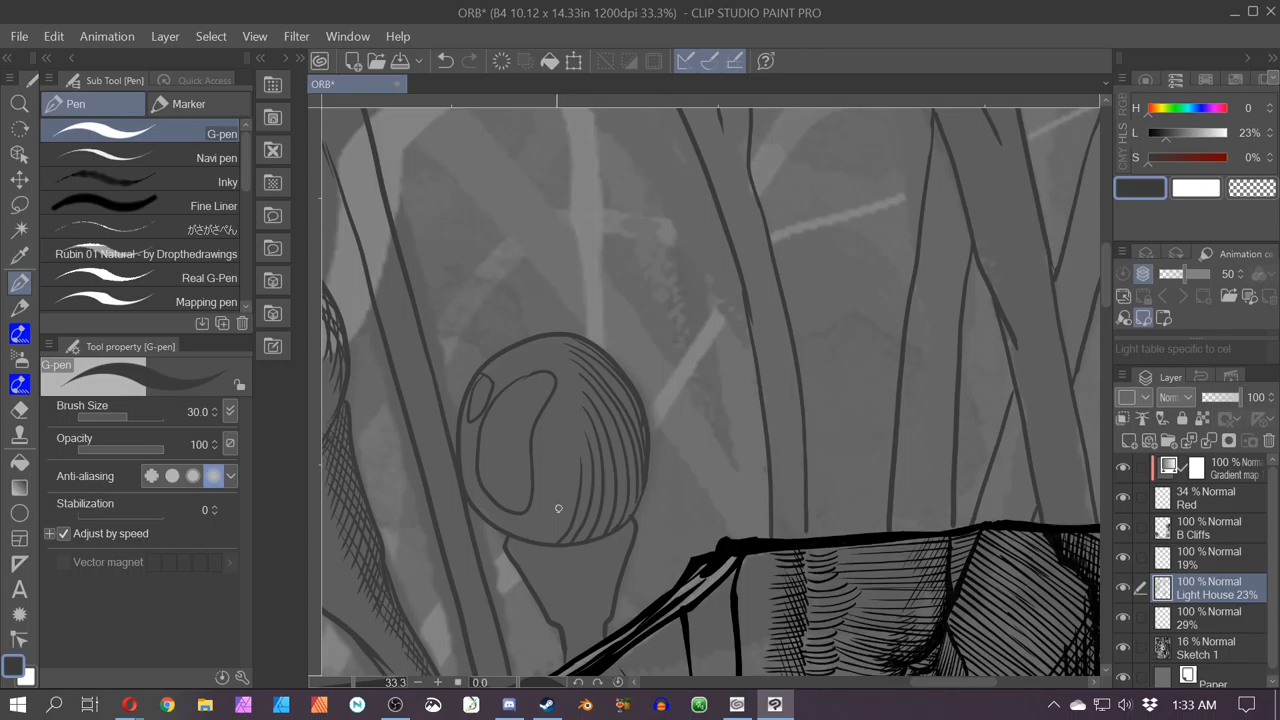 ORB* (B4 10.12 x 14.33in 1200dpi 33.3%) - CLIP STUDIO PAINT PRO
File Edit Animation Layer Select View Filter Window Help
Sub Tool [Pen] Quick Access
ORB*
Pen Marker
G-pen
Navi pen
Inky
Fine Liner
がさがさペん
Rubin 01 Natural - by Dropthedrawings
Real G-Pen
Mapping pen
Tool property [G-pen]
G-pen
Brush Size 30.0
Opacity 100
Anti-aliasing
Stabilization 0
Adjust by speed
Vector magnet
33.3 0.0
RGB
HLS
CMY
H 0
L 23%
S 0%
Animation ce
50
Light table specific to cel
Layer
Norm 100
100 % Norm
Gradient map
34 % Normal
Red
100 % Normal
B Cliffs
100 % Normal
19%
100 % Normal
Light House 23%
100 % Normal
29%
16 % Normal
Sketch 1
Paper
1:33 AM